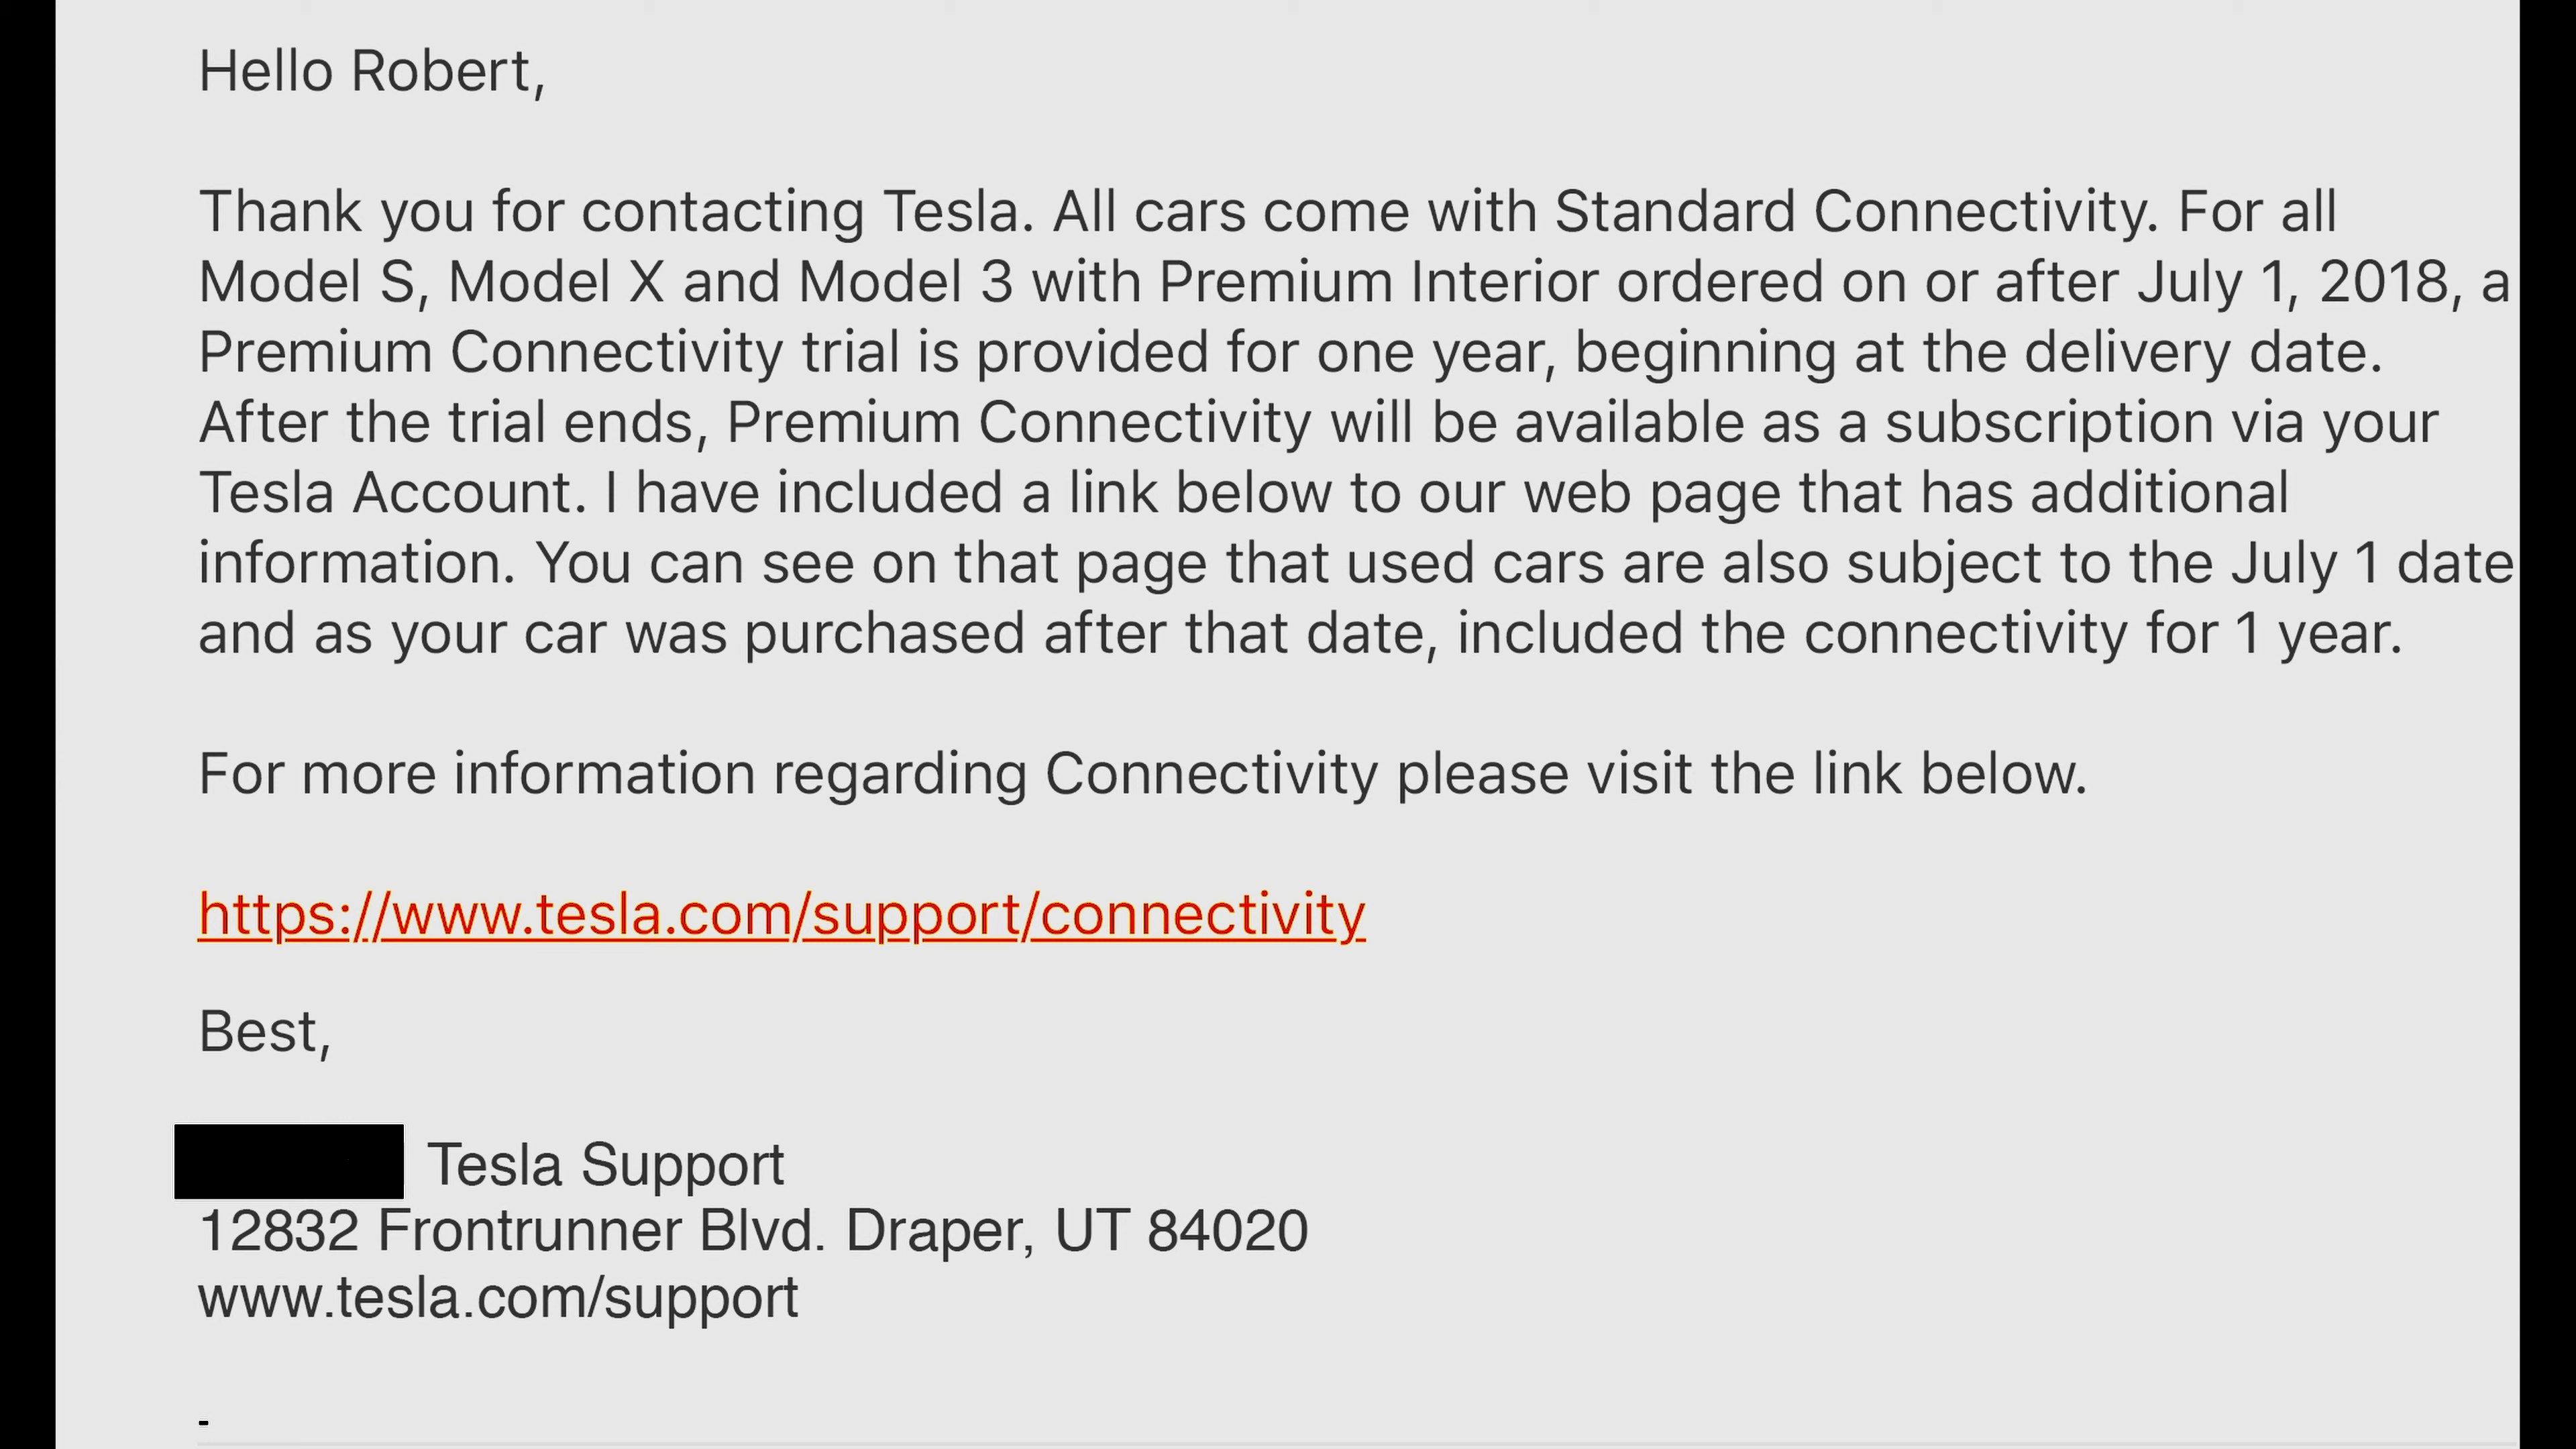 Hello Robert,
Thank you for contacting Tesla. All cars come with Standard Connectivity. For all
Model S, Model X and Model 3 with Premium Interior ordered on or after July 1, 2018, a
Premium Connectivity trial is provided for one year, beginning at the delivery date.
After the trial ends, Premium Connectivity will be available as a subscription via your
Tesla Account. I have included a link below to our web page that has additional
information. You can see on that page that used cars are also subject to the July 1 date
and as your car was purchased after that date, included the connectivity for 1 year.
For more information regarding Connectivity please visit the link below.
https://www.tesla.com/support/connectivity
Best,
Tesla Support
12832 Frontrunner Blvd. Draper, UT 84020
www.tesla.com/support
-